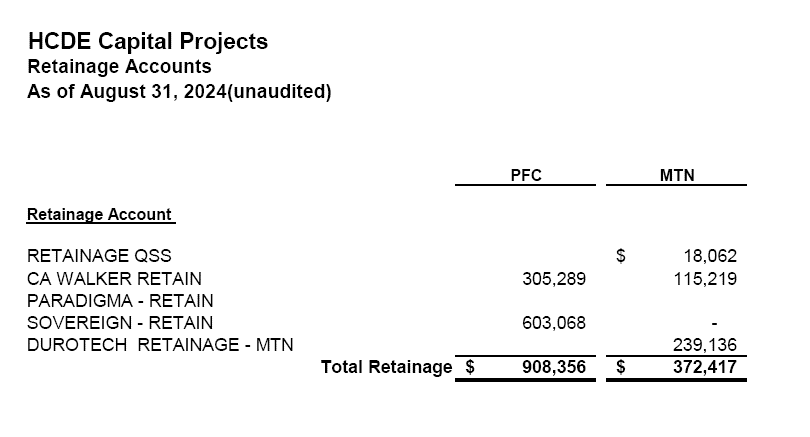 HCDE Capital Projects
Retainage Accounts
As of August 31, 2024(unaudited)
PFC MTN
Retainage Account
RETAINAGE QSS $ 18,062
CA WALKER RETAIN 305,289 115,219
PARADIGMA - RETAIN
SOVEREIGN - RETAIN 603,068 -
DUROTECH RETAINAGE - MTN 239,136
Total Retainage $ 908,356 $ 372,417